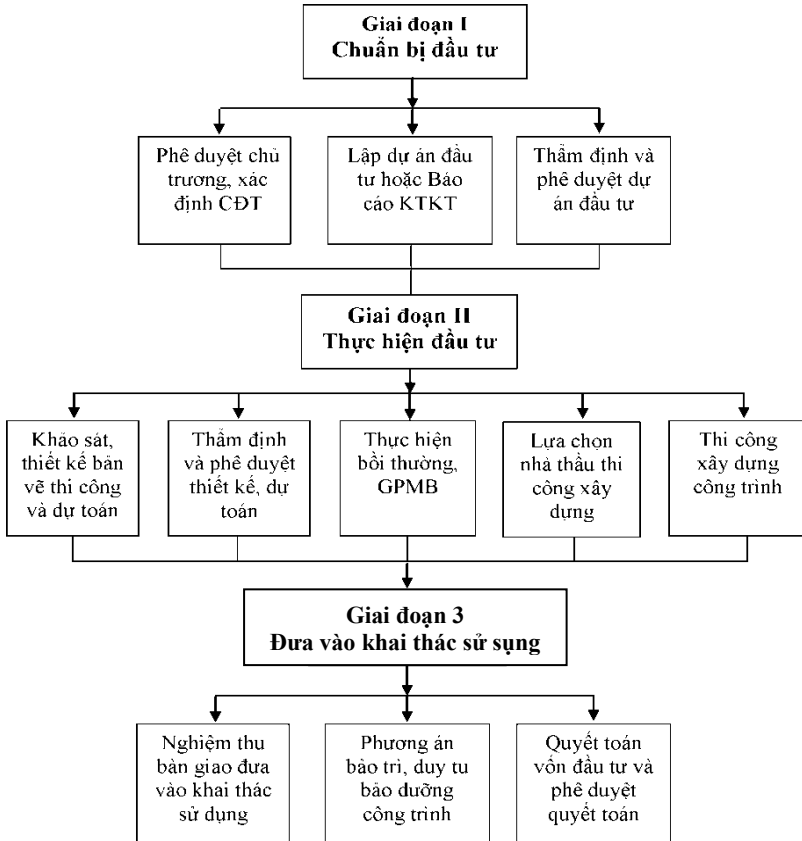 Giai đoạn I
Chuẩn bị đầu tư
Phê duyệt chủ
trương, xác
định CĐT
Lập dự án đầu
tư hoặc Báo
cáo KTKT
Thẩm định và
phê duyệt dự
án đầu tư
Giai đoạn II
Thực hiện đầu tư
Khảo sát,
thiết kế bản
vẽ thi công
và dự toán
Thẩm định
và phê duyệt
thiết kế, dự
toán
Thực hiện
bồi thường,
GPMB
Lựa chọn
nhà thầu thi
công xây
dựng
Thi công
xây dựng
công trình
Giai đoạn 3
Đưa vào khai thác sử sụng
Nghiệm thu
bàn giao đưa
vào khai thác
sử dụng
Phương án
bảo trì, duy tu
bảo dưỡng
công trình
Quyết toán
vốn đầu tư và
phê duyệt
quyết toán